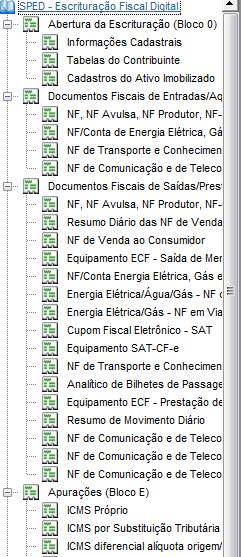 SPED - Escrituração Fiscal Digital
Abertura da Escrituração (Bloco 0)
Informações Cadastrais
Tabelas do Contribuinte
Cadastros do Ativo Imobilizado
Documentos Fiscais de Entradas/Aq
NF, NF Avulsa, NF Produtor, NF-
NF/Conta de Energia Elétrica, Gá
NF de Transporte e Conhecimen
NF de Comunicação e de Teleco
Documentos Fiscais de Saídas/Prest
NF, NF Avulsa, NF Produtor, NF-
Resumo Diário das NF de Venda
NF de Venda ao Consumidor
Equipamento ECF - Saída de Mer
NF/Conta Energia Elétrica, Gás e
Energia Elétrica/Água/Gás - NF c
Energia Elétrica/Gás - NF em Via
Cupom Fiscal Eletrônico - SAT
Equipamento SAT-CF-e
NF de Transporte e Conhecimen
Analítico de Bilhetes de Passage
Equipamento ECF - Prestação de
Resumo de Movimento Diário
NF de Comunicação e de Teleco
NF de Comunicação e de Teleco
NF de Comunicação e de Teleco
Apurações (Bloco E)
ICMS Próprio
ICMS por Substituição Tributária
ICMS diferencial alíquota origem/